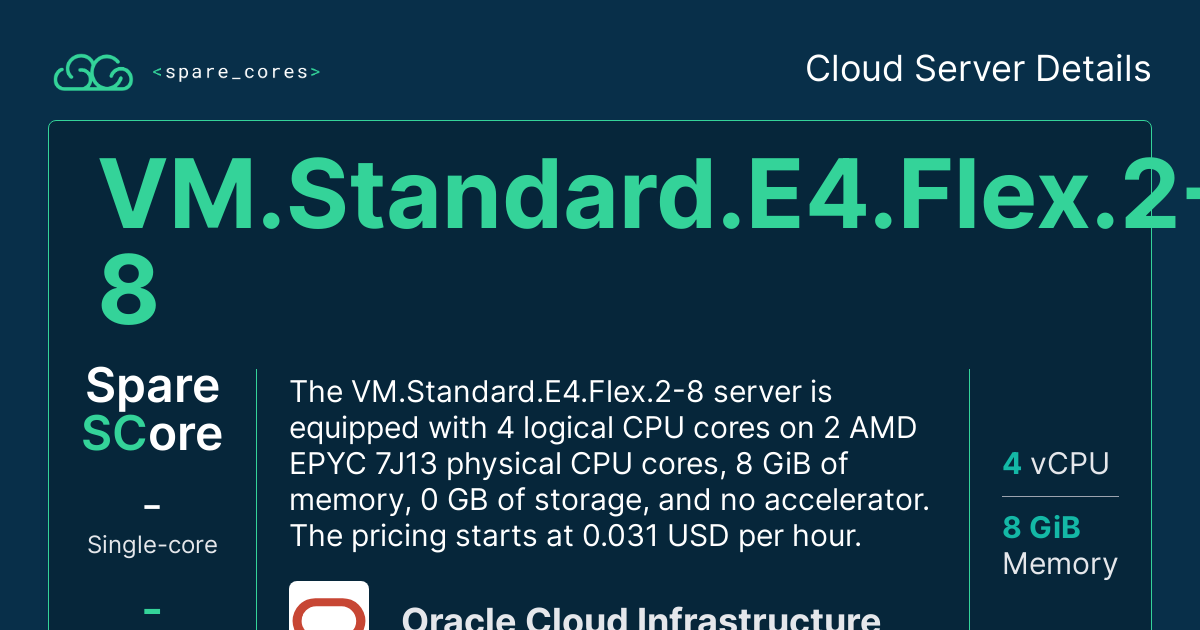 <spare_cores>
Cloud Server Details
VM.Standard.E4.Flex.2-
8
Spare
SCore
–
Single-core
–
The VM.Standard.E4.Flex.2-8 server is
equipped with 4 logical CPU cores on 2 AMD
EPYC 7J13 physical CPU cores, 8 GiB of
memory, 0 GB of storage, and no accelerator.
The pricing starts at 0.031 USD per hour.
Oracle Cloud Infrastructure
4 vCPU
8 GiB
Memory